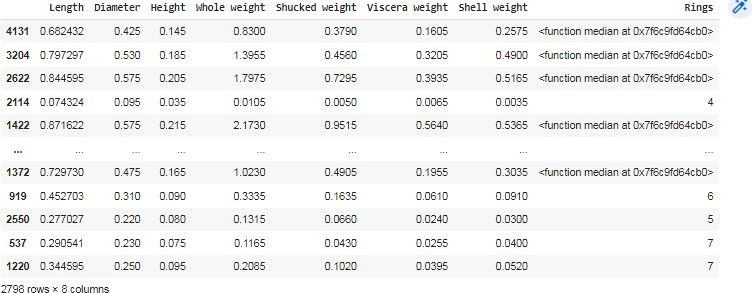 Length Diameter Height Whole weight Shucked weight Viscera weight Shell weight Rings
4131 0.682432 0.425 0.145 0.8300 0.3790 0.1605 0.2575 <function median at 0x7f6c9fd64cb0>
3204 0.797297 0.530 0.185 1.3955 0.4560 0.3205 0.4900 <function median at 0x7f6c9fd64cb0>
2622 0.844595 0.575 0.205 1.7975 0.7295 0.3935 0.5165 <function median at 0x7f6c9fd64cb0>
2114 0.074324 0.095 0.035 0.0105 0.0050 0.0065 0.0035 4
1422 0.871622 0.575 0.215 2.1730 0.9515 0.5640 0.5365 <function median at 0x7f6c9fd64cb0>
... ... ... ... ... ... ... ... ...
1372 0.729730 0.475 0.165 1.0230 0.4905 0.1955 0.3035 <function median at 0x7f6c9fd64cb0>
919 0.452703 0.310 0.090 0.3335 0.1635 0.0610 0.0910 6
2550 0.277027 0.220 0.080 0.1315 0.0660 0.0240 0.0300 5
537 0.290541 0.230 0.075 0.1165 0.0430 0.0255 0.0400 7
1220 0.344595 0.250 0.095 0.2085 0.1020 0.0395 0.0520 7
2798 rows × 8 columns